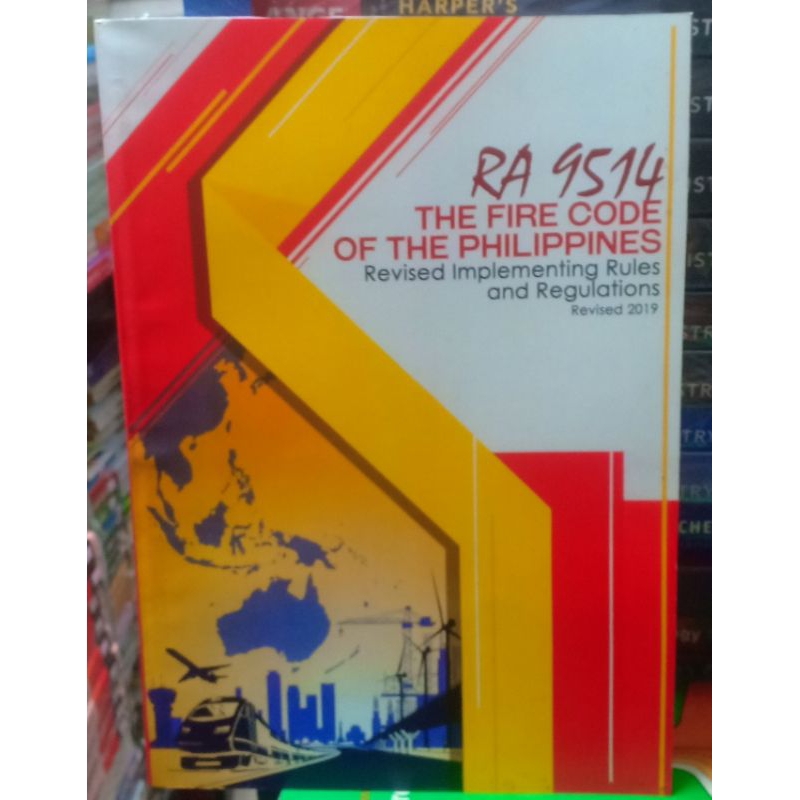 HARPER'S
RA 9514
THE FIRE CODE
OF THE PHILIPPINES
Revised Implementing Rules
and Regulations
Revised 2019